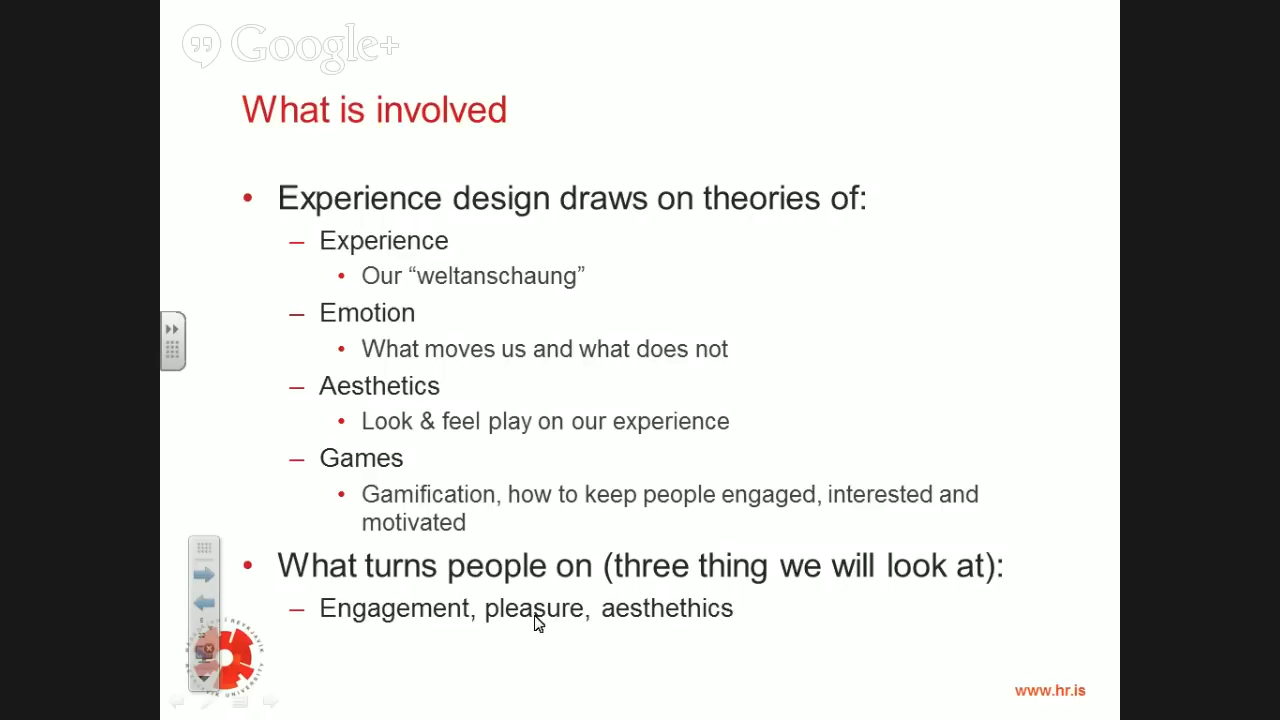 Google+
What is involved
• Experience design draws on theories of:
– Experience
• Our “weltanschaung”
– Emotion
• What moves us and what does not
– Aesthetics
• Look & feel play on our experience
– Games
• Gamification, how to keep people engaged, interested and
motivated
• What turns people on (three thing we will look at):
– Engagement, pleasure, aesthethics
www.hr.is